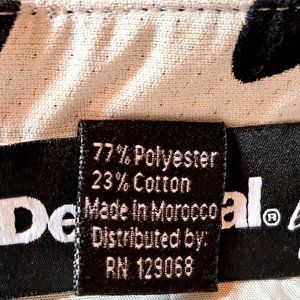 77% Polyester
23% Cotton
Made in Morocco
Distributed by:
RN 129068